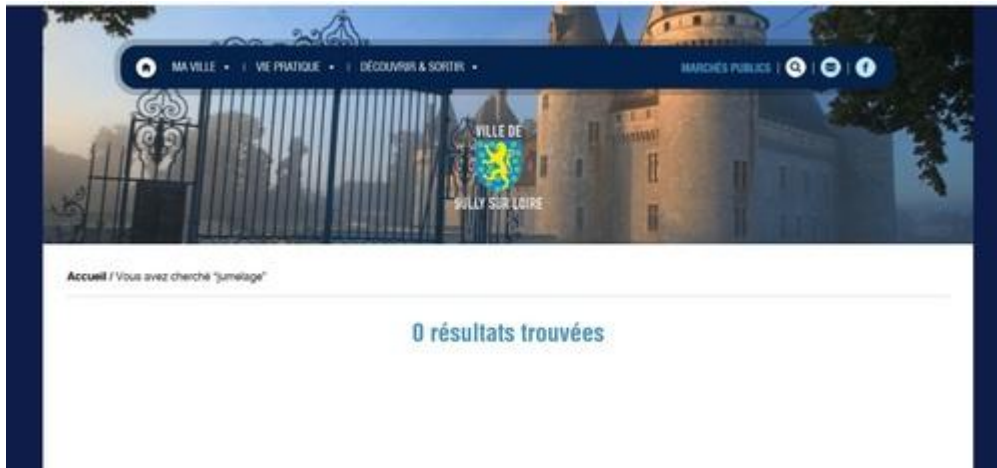 MA VILLE
VIE PRATIQUE
DÉCOUVRIR & SORTIR
MARCHÉS PUBLICS
VILLE DE
SULLY SUR LOIRE
Accueil / Vous avez cherché "jumelage"
0 résultats trouvées